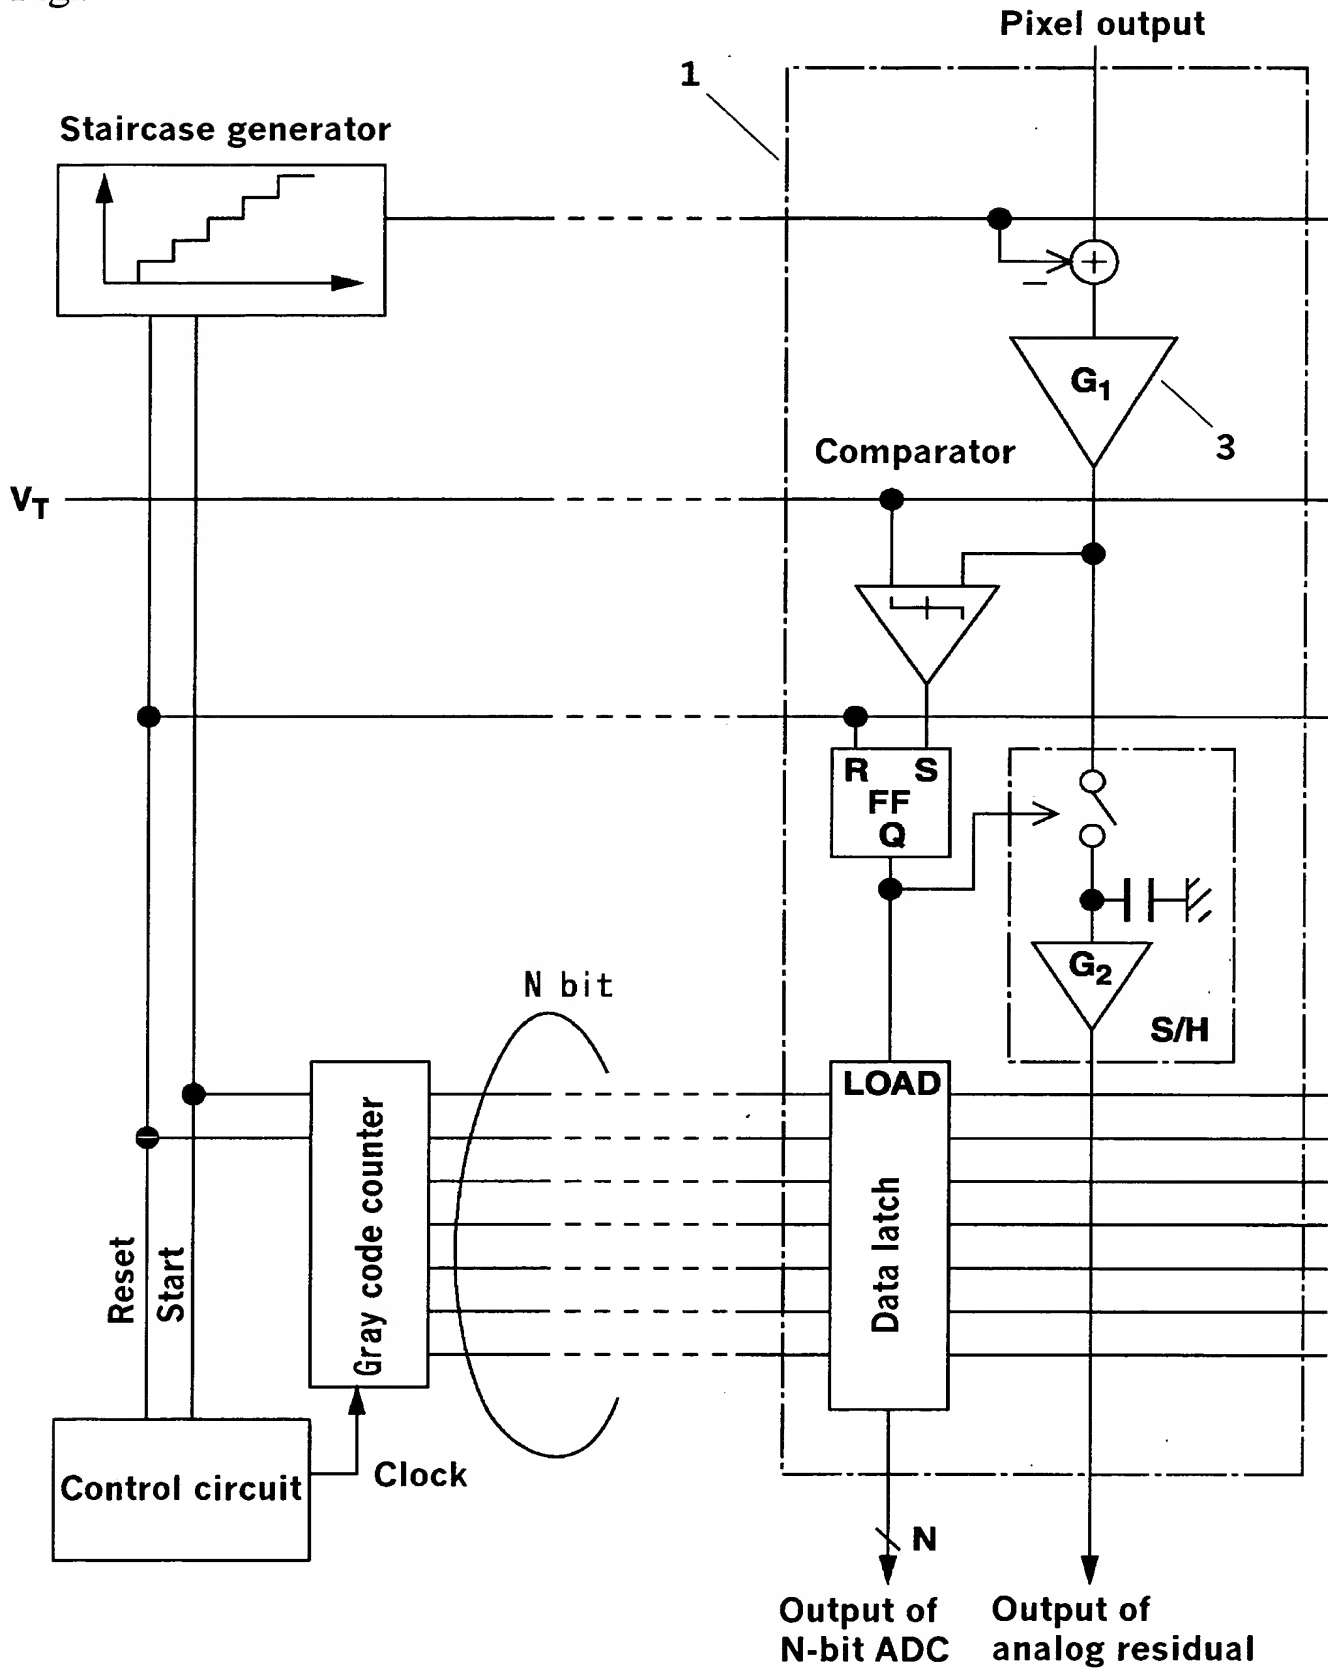 Pixel output
1
Staircase generator
+
−
G1
3
Comparator
VT
R S
FF
Q
G2
S/H
N bit
LOAD
Gray code counter
Data latch
Reset
Start
Control circuit
Clock
N
Output of
N-bit ADC
Output of
analog residual